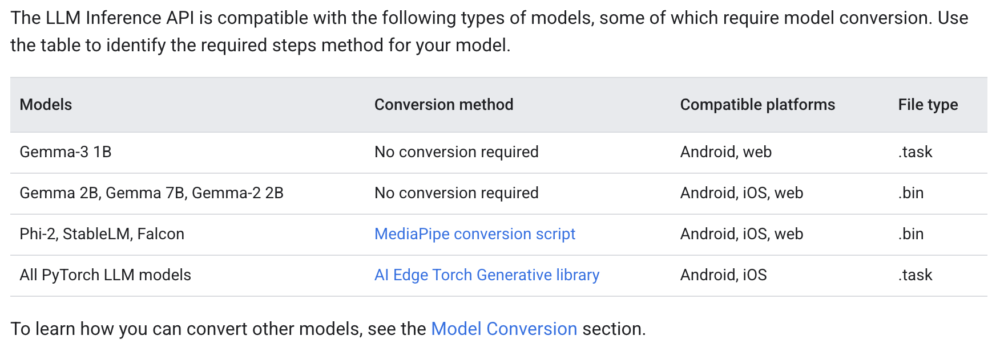 The LLM Inference API is compatible with the following types of models, some of which require model conversion. Use
the table to identify the required steps method for your model.
Models Conversion method Compatible platforms File type
Gemma-3 1B No conversion required Android, web .task
Gemma 2B, Gemma 7B, Gemma-2 2B No conversion required Android, iOS, web .bin
Phi-2, StableLM, Falcon MediaPipe conversion script Android, iOS, web .bin
All PyTorch LLM models AI Edge Torch Generative library Android, iOS .task
To learn how you can convert other models, see the Model Conversion section.